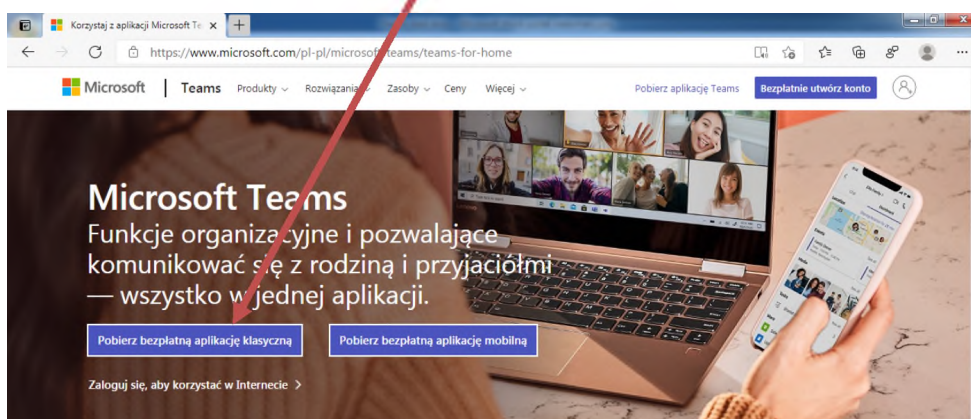 Korzystaj z aplikacji Microsoft Te
https://www.microsoft.com/pl-pl/microsoft-teams/teams-for-home
Microsoft Teams Produkty Rozwiązania Zasoby Ceny Więcej Pobierz aplikację Teams Bezpłatnie utwórz konto
Microsoft Teams
Funkcje organizacyjne i pozwalające
komunikować się z rodziną i przyjaciółmi
— wszystko w jednej aplikacji.
Pobierz bezpłatną aplikację klasyczną Pobierz bezpłatną aplikację mobilną
Zaloguj się, aby korzystać w Internecie >